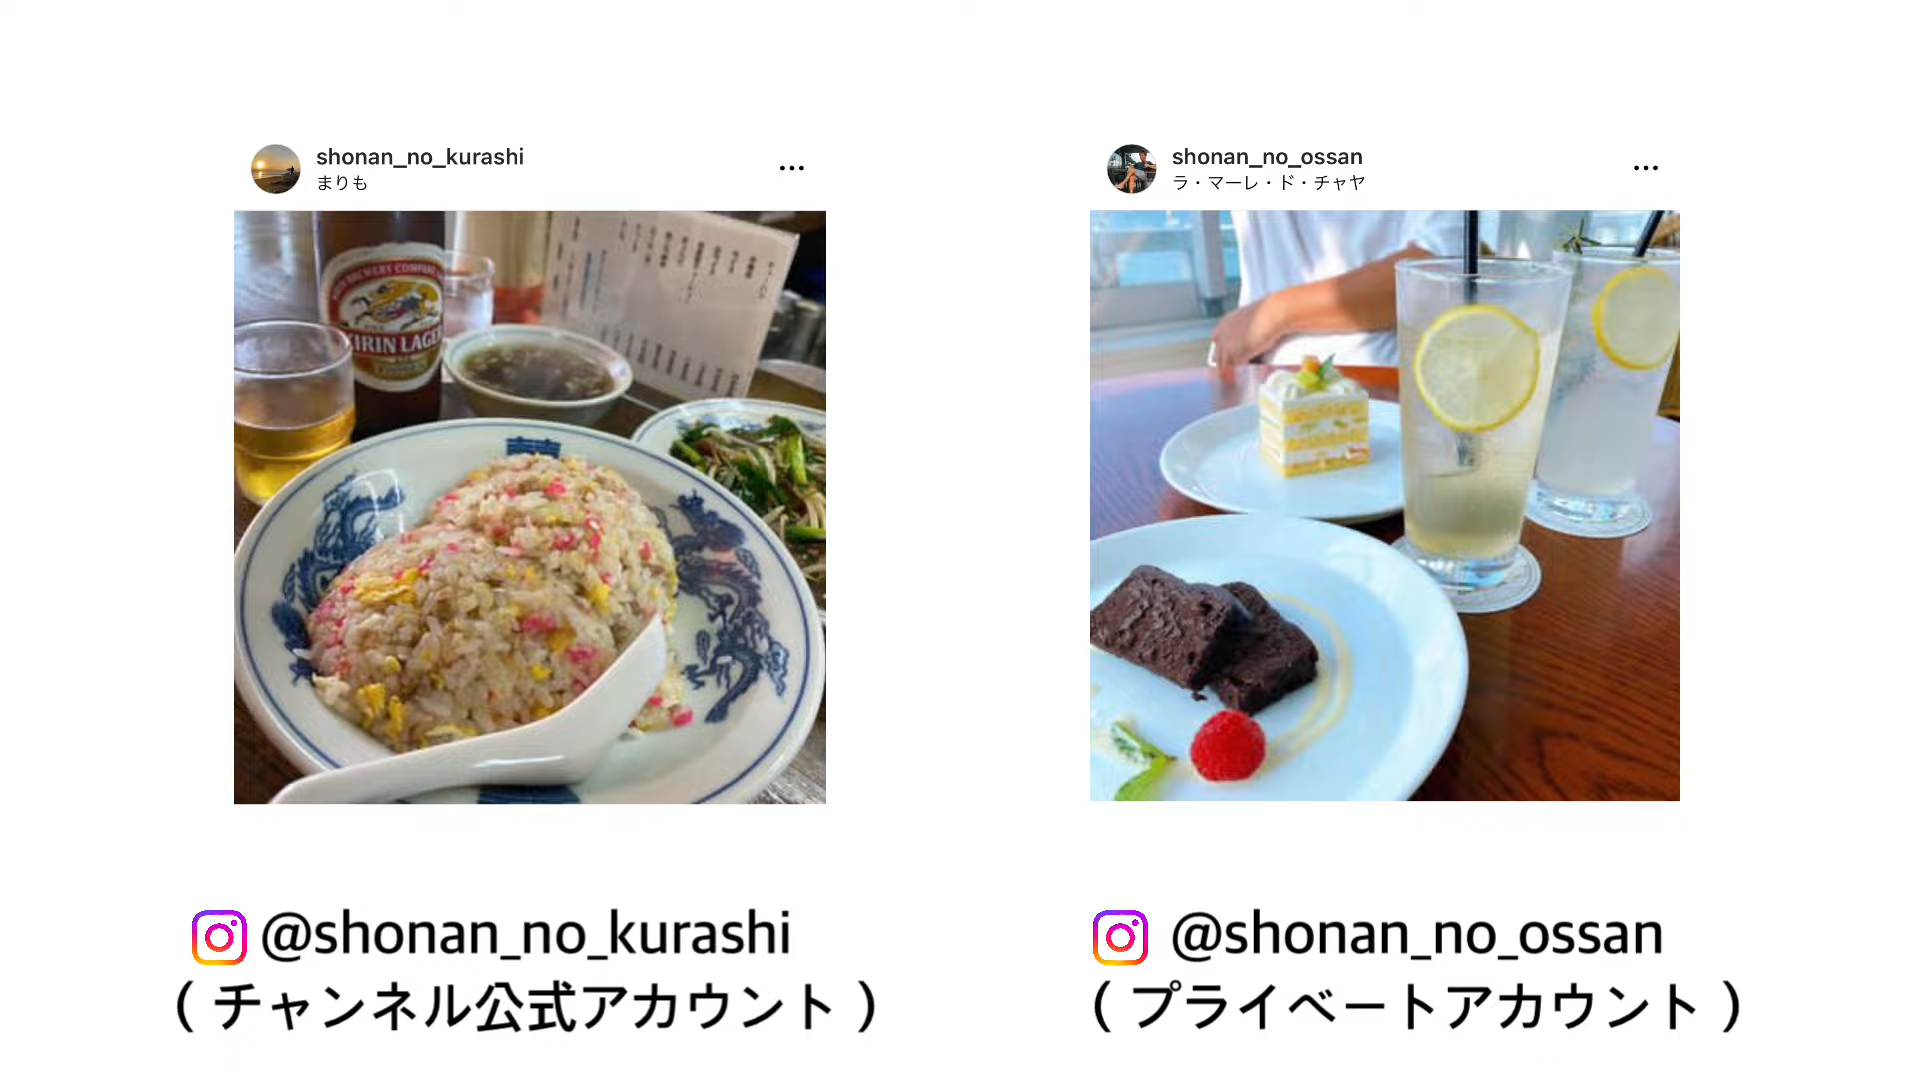 shonan_no_kurashi
まりも
KIRIN LAGER
shonan_no_ossan
ラ・マーレ・ド・チャヤ
@shonan_no_kurashi
( チャンネル公式アカウント )
@shonan_no_ossan
( プライベートアカウント )